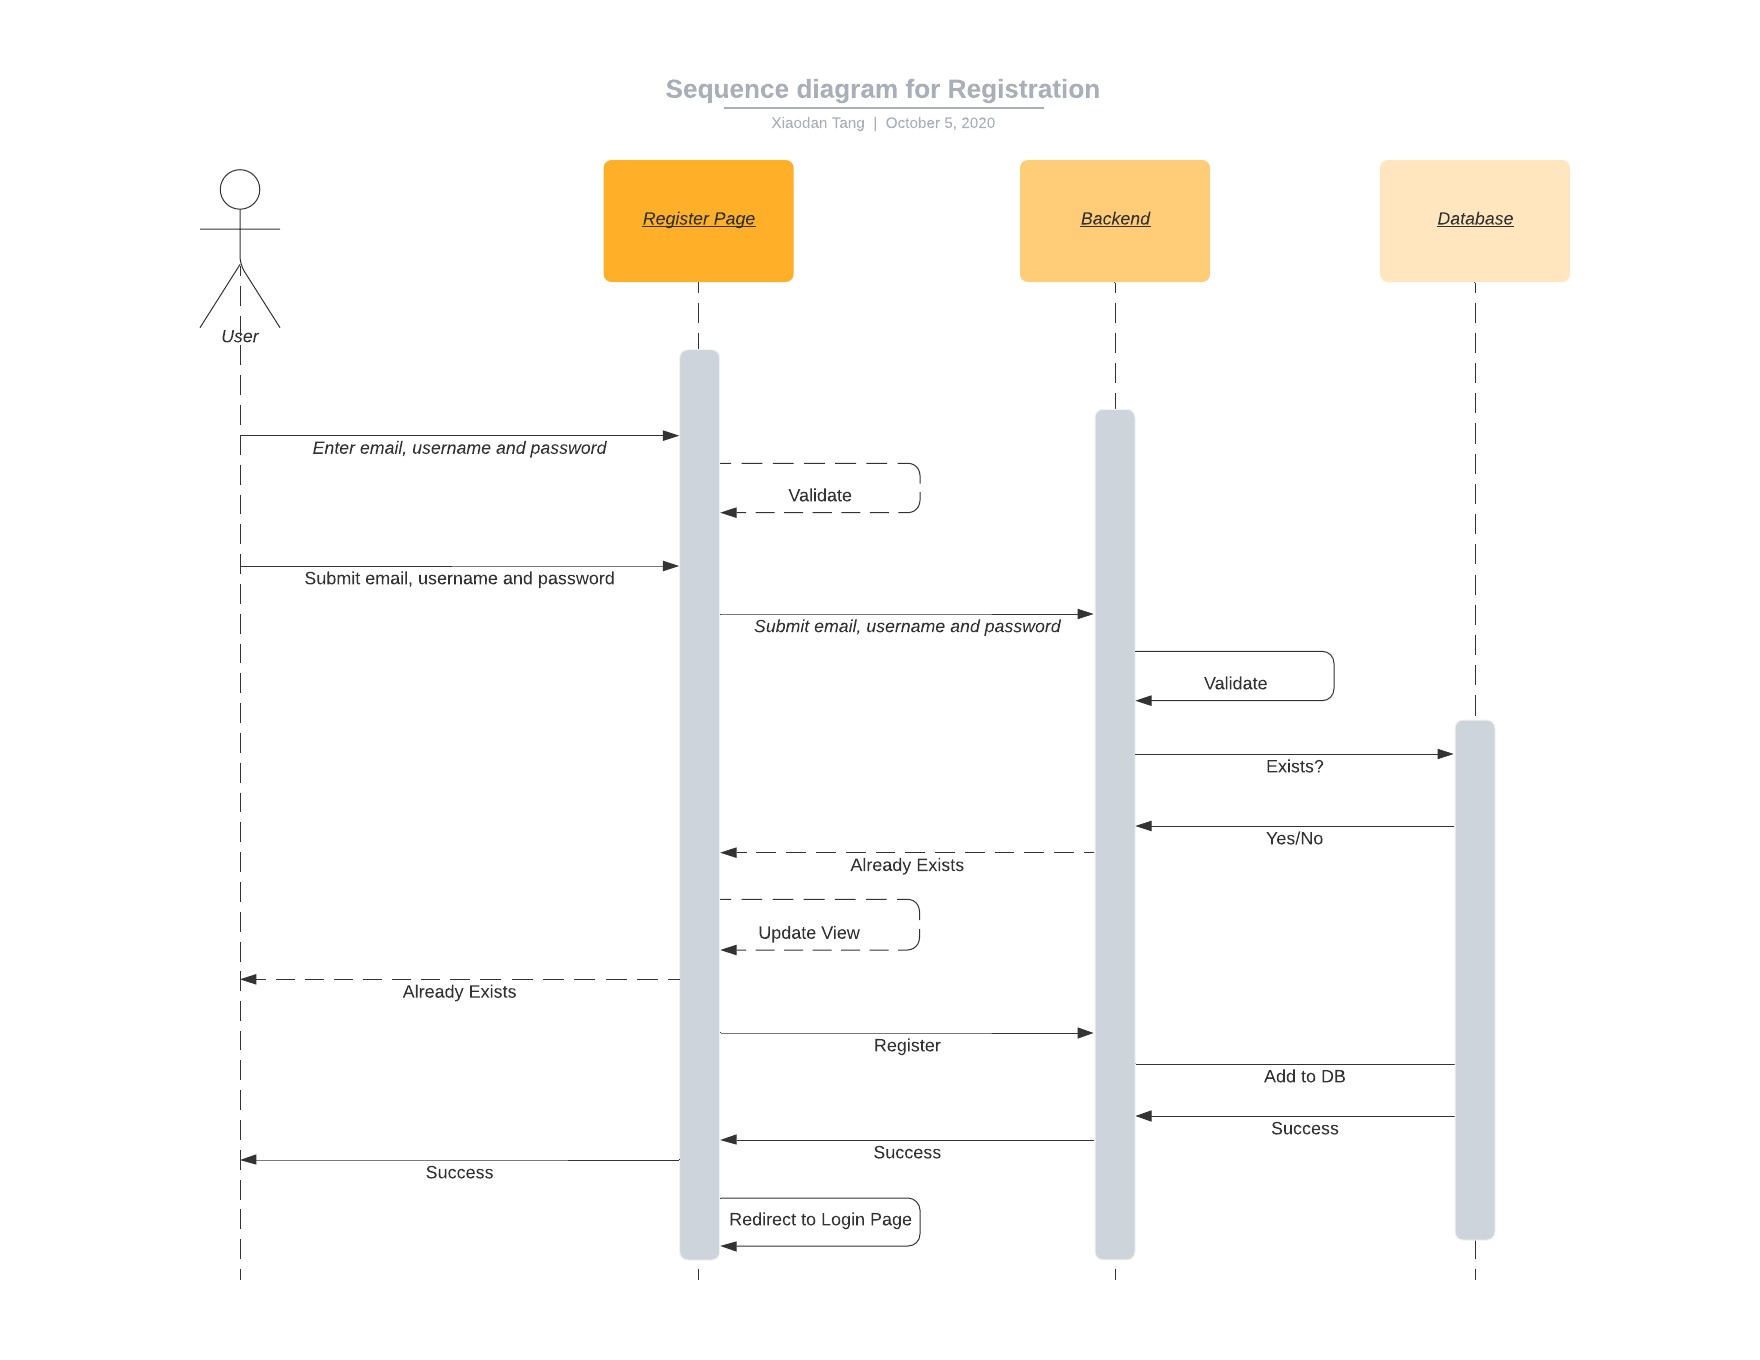 Sequence diagram for Registration
Xiaodan Tang | October 5, 2020
Register Page
Backend
Database
User
Enter email, username and password
Validate
Submit email, username and password
Submit email, username and password
Validate
Exists?
Yes/No
Already Exists
Update View
Already Exists
Register
Add to DB
Success
Success
Success
Redirect to Login Page